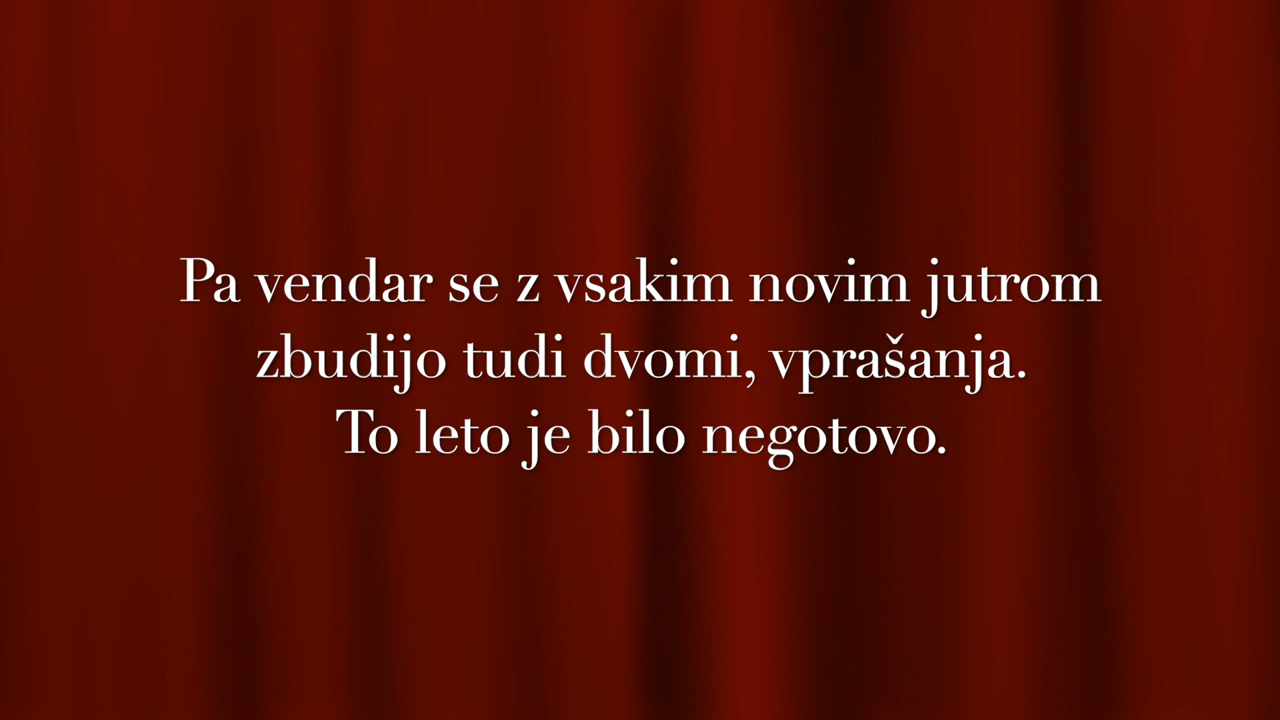 Pa vendar se z vsakim novim jutrom
zbudijo tudi dvomi, vprašanja.
To leto je bilo negotovo.